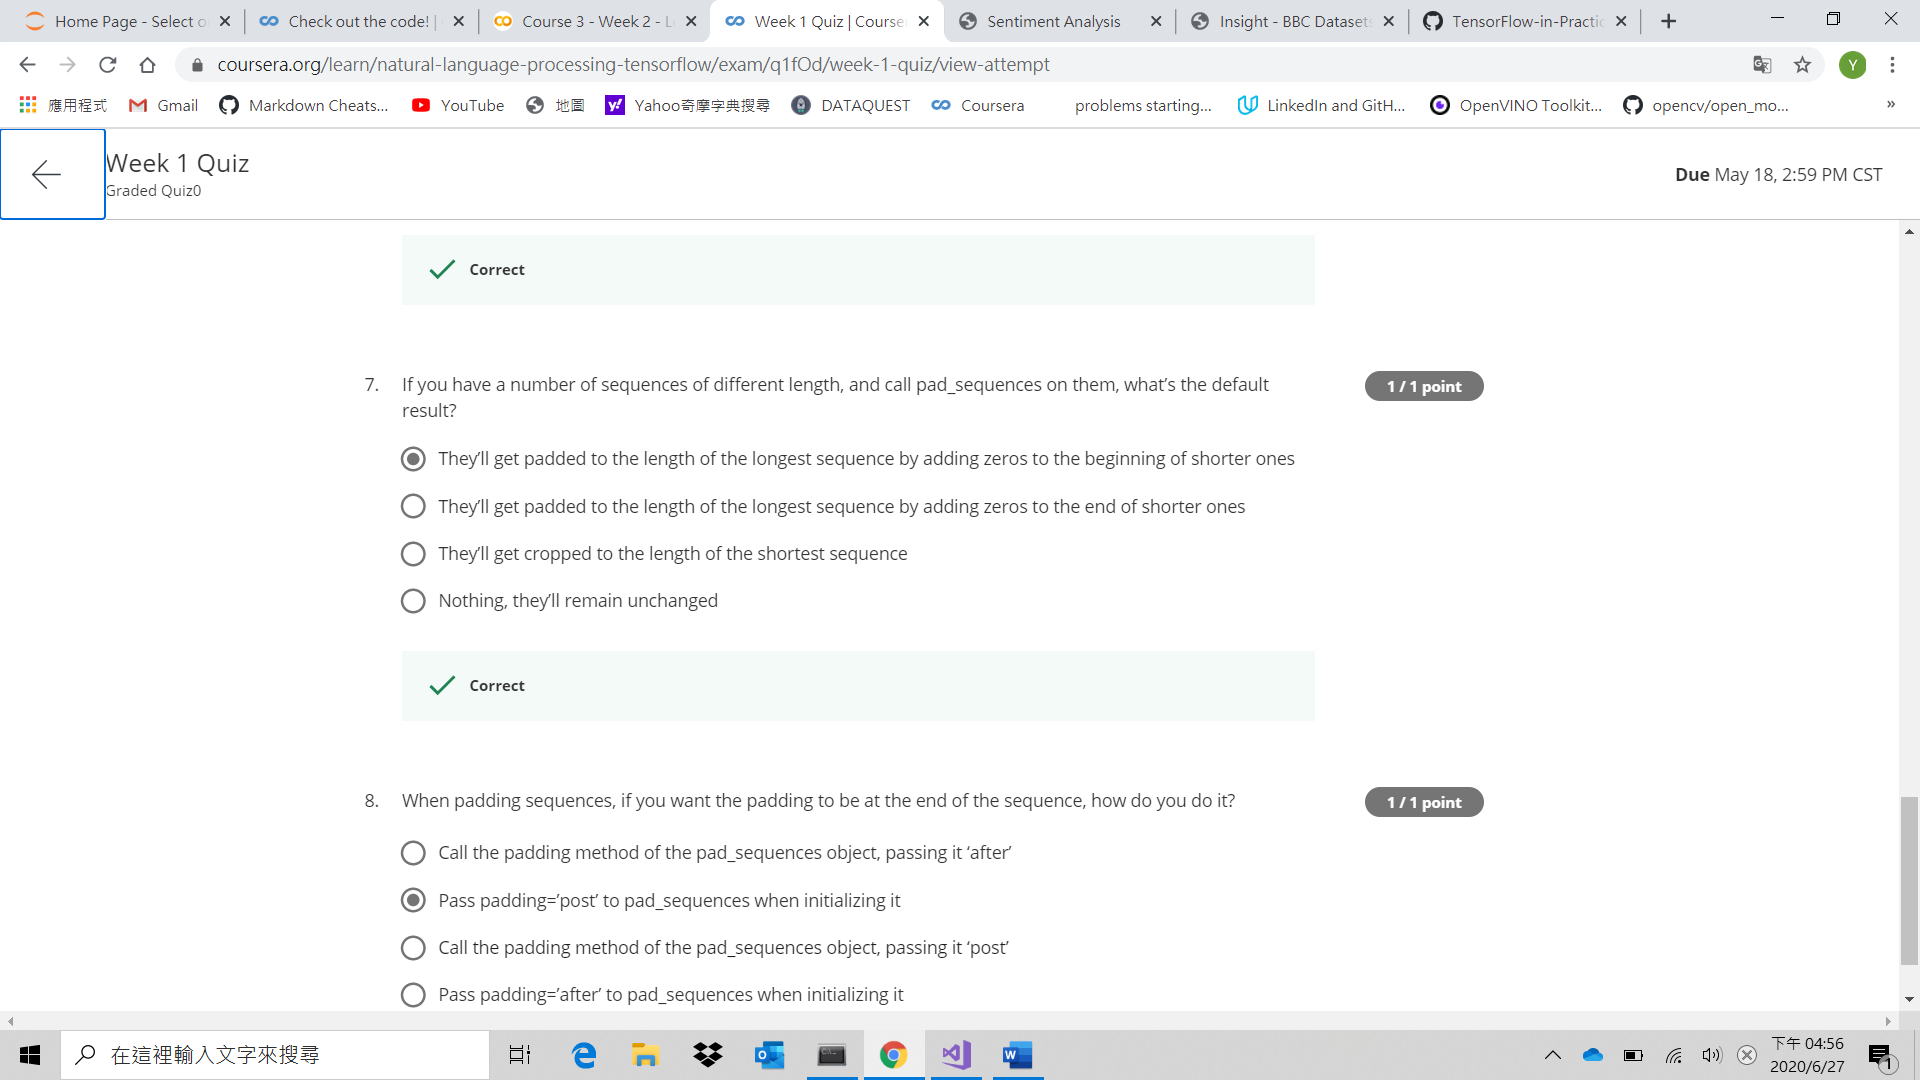 Home Page - Select o
Check out the code! |
Course 3 - Week 2 - L
Week 1 Quiz | Course
Sentiment Analysis
Insight - BBC Datasets
TensorFlow-in-Practic
coursera.org/learn/natural-language-processing-tensorflow/exam/q1fOd/week-1-quiz/view-attempt
Y
應用程式
Gmail
Markdown Cheats...
YouTube
地圖
Yahoo奇摩字典搜尋
DATAQUEST
Coursera
problems starting...
LinkedIn and GitH...
OpenVINO Toolkit...
opencv/open_mo...
»
Week 1 Quiz
Graded Quiz0
Due May 18, 2:59 PM CST
Correct
7. If you have a number of sequences of different length, and call pad_sequences on them, what’s the default
result?
1 / 1 point
They’ll get padded to the length of the longest sequence by adding zeros to the beginning of shorter ones
They’ll get padded to the length of the longest sequence by adding zeros to the end of shorter ones
They’ll get cropped to the length of the shortest sequence
Nothing, they’ll remain unchanged
Correct
8. When padding sequences, if you want the padding to be at the end of the sequence, how do you do it?
1 / 1 point
Call the padding method of the pad_sequences object, passing it ‘after’
Pass padding=’post’ to pad_sequences when initializing it
Call the padding method of the pad_sequences object, passing it ‘post’
Pass padding=’after’ to pad_sequences when initializing it
在這裡輸入文字來搜尋
下午 04:56
2020/6/27
1